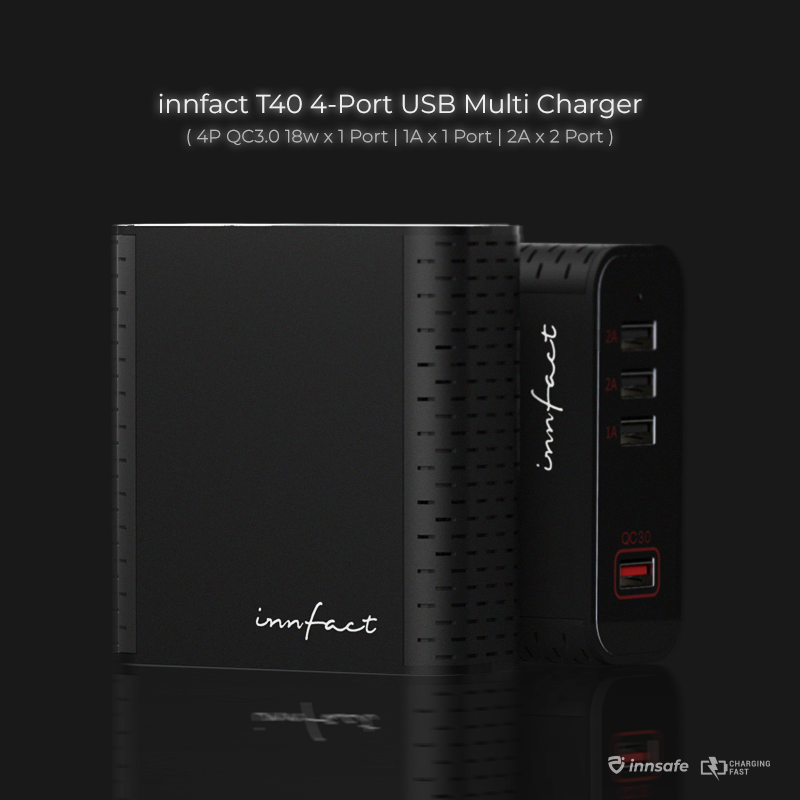 innfact T40 4-Port USB Multi Charger
( 4P QC3.0 18w x 1 Port | 1A x 1 Port | 2A x 2 Port )
2A
innfact
2A
1A
QC3.0
innfact
innsafe
CHARGING
FAST